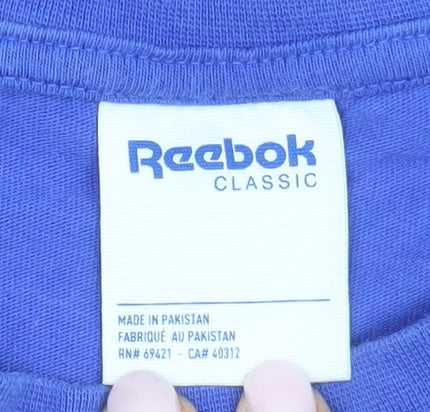 Reebok
CLASSIC
MADE IN PAKISTAN
FABRIQUÉ AU PAKISTAN
RN# 69421 - CA# 40312